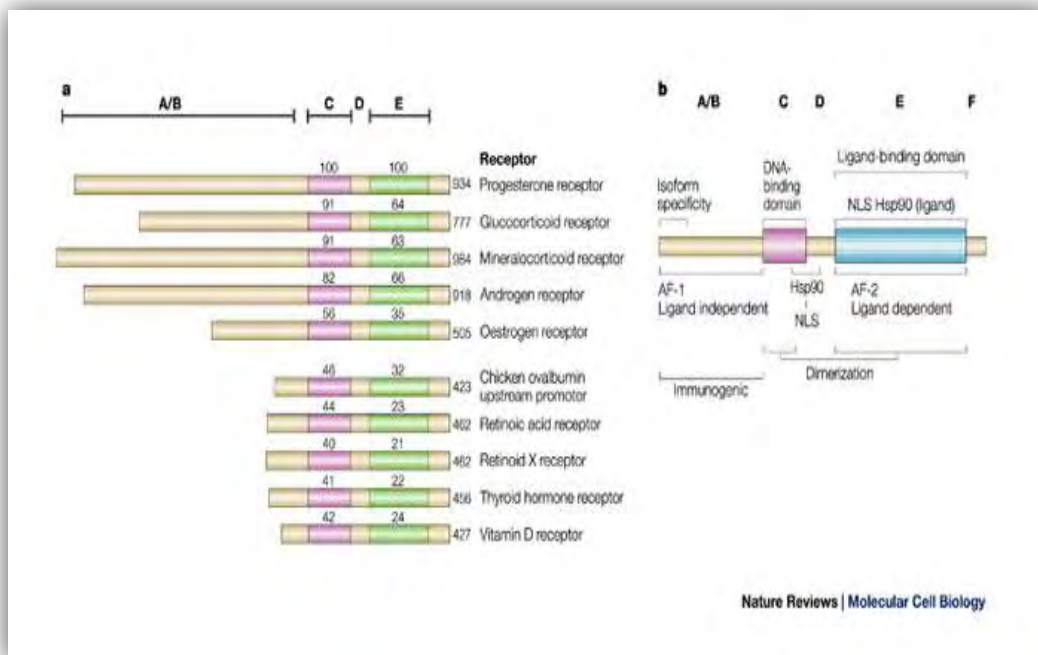 a
A/B C D E
Receptor
100 100
934 Progesterone receptor
91 64
777 Glucocorticoid receptor
91 63
984 Mineralocorticoid receptor
82 66
918 Androgen receptor
56 35
505 Oestrogen receptor
46 32
423 Chicken ovalbumin
upstream promotor
44 23
462 Retinoic acid receptor
40 21
462 Retinoid X receptor
41 22
456 Thyroid hormone receptor
42 24
427 Vitamin D receptor
b
A/B C D E F
Ligand-binding domain
DNA-
binding
domain
Isoform
specificity
NLS Hsp90 (ligand)
AF-1
Ligand independent
Hsp90
NLS
AF-2
Ligand dependent
Dimerization
Immunogenic
Nature Reviews | Molecular Cell Biology